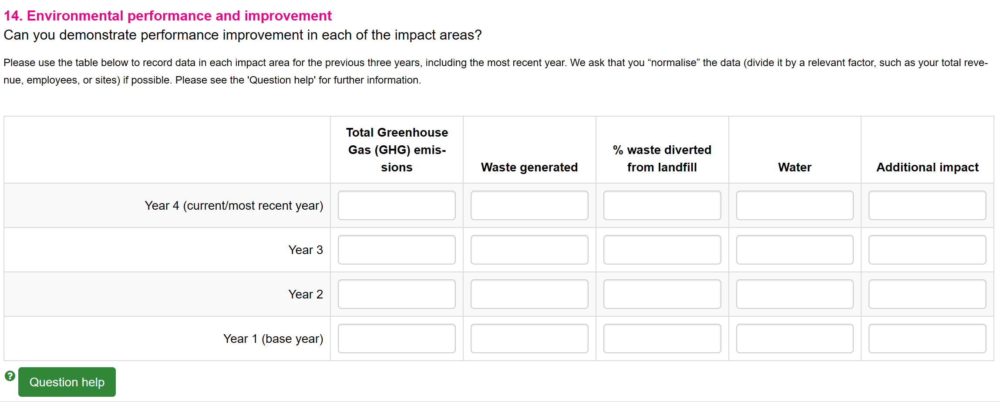 14. Environmental performance and improvement
Can you demonstrate performance improvement in each of the impact areas?
Please use the table below to record data in each impact area for the previous three years, including the most recent year. We ask that you “normalise” the data (divide it by a relevant factor, such as your total reve-
nue, employees, or sites) if possible. Please see the 'Question help' for further information.
Total Greenhouse
Gas (GHG) emis-
sions
Waste generated
% waste diverted
from landfill
Water
Additional impact
Year 4 (current/most recent year)
Year 3
Year 2
Year 1 (base year)
? Question help